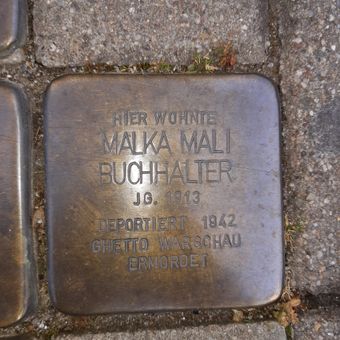 HIER WOHNTE
MALKA MALI
BUCHHALTER
JG. 1913
DEPORTIERT 1942
GHETTO WARSCHAU
ERMORDET